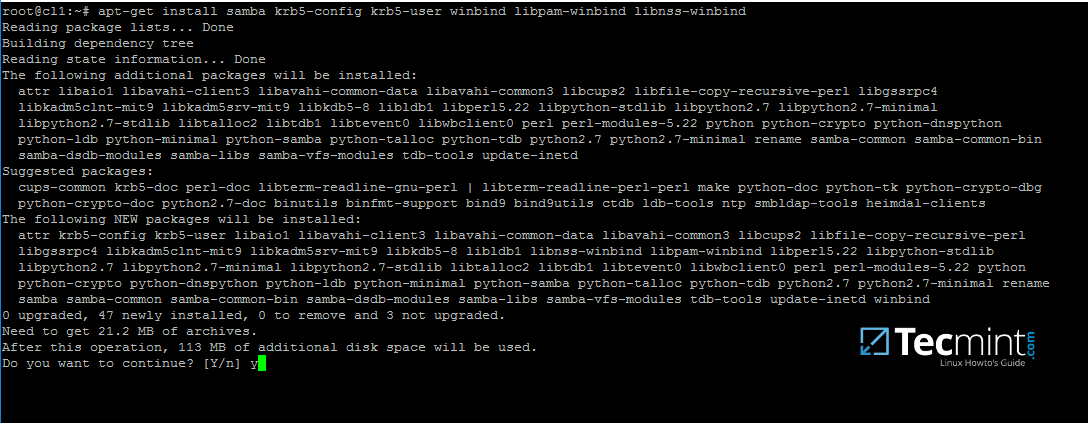 root@cl1:~# apt-get install samba krb5-config krb5-user winbind libpam-winbind libnss-winbind
Reading package lists... Done
Building dependency tree
Reading state information... Done
The following additional packages will be installed:
  attr libaio1 libavahi-client3 libavahi-common-data libavahi-common3 libcups2 libfile-copy-recursive-perl libgssrpc4
  libkadm5clnt-mit9 libkadm5srv-mit9 libkdb5-8 libldb1 libperl5.22 libpython-stdlib libpython2.7 libpython2.7-minimal
  libpython2.7-stdlib libtalloc2 libtdb1 libtevent0 libwbclient0 perl perl-modules-5.22 python python-crypto python-dnspython
  python-ldb python-minimal python-samba python-talloc python-tdb python2.7 python2.7-minimal rename samba-common samba-common-bin
  samba-dsdb-modules samba-libs samba-vfs-modules tdb-tools update-inetd
Suggested packages:
  cups-common krb5-doc perl-doc libterm-readline-gnu-perl | libterm-readline-perl-perl make python-doc python-tk python-crypto-dbg
  python-crypto-doc python2.7-doc binutils binfmt-support bind9 bind9utils ctdb ldb-tools ntp smbldap-tools heimdal-clients
The following NEW packages will be installed:
  attr krb5-config krb5-user libaio1 libavahi-client3 libavahi-common-data libavahi-common3 libcups2 libfile-copy-recursive-perl
  libgssrpc4 libkadm5clnt-mit9 libkadm5srv-mit9 libkdb5-8 libldb1 libnss-winbind libpam-winbind libperl5.22 libpython-stdlib
  libpython2.7 libpython2.7-minimal libpython2.7-stdlib libtalloc2 libtdb1 libtevent0 libwbclient0 perl perl-modules-5.22 python
  python-crypto python-dnspython python-ldb python-minimal python-samba python-talloc python-tdb python2.7 python2.7-minimal rename
  samba samba-common samba-common-bin samba-dsdb-modules samba-libs samba-vfs-modules tdb-tools update-inetd winbind
0 upgraded, 47 newly installed, 0 to remove and 3 not upgraded.
Need to get 21.2 MB of archives.
After this operation, 113 MB of additional disk space will be used.
Do you want to continue? [Y/n] y
Tecmint.com
Linux Howto's Guide